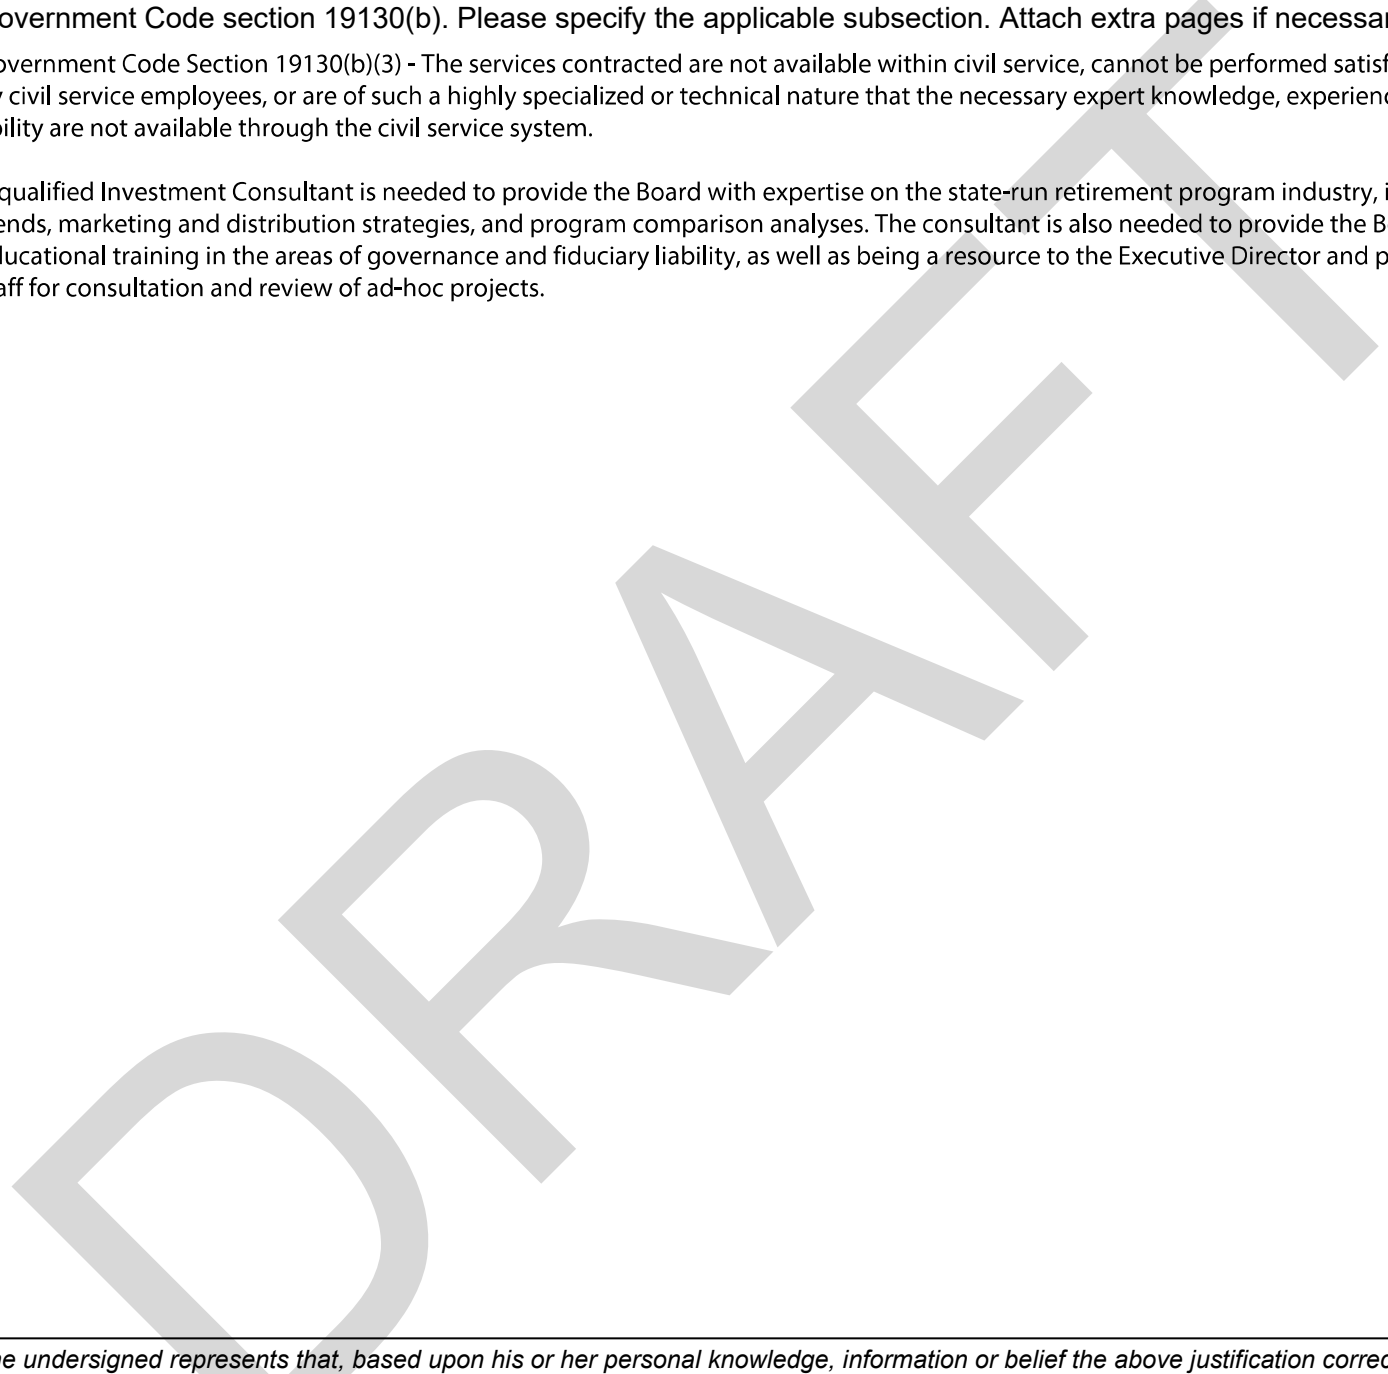 overnment Code section 19130(b). Please specify the applicable subsection. Attach extra pages if necessar
overnment Code Section 19130(b)(3) - The services contracted are not available within civil service, cannot be performed satisf
y civil service employees, or are of such a highly specialized or technical nature that the necessary expert knowledge, experienc
bility are not available through the civil service system.
qualified Investment Consultant is needed to provide the Board with expertise on the state-run retirement program industry, i
ends, marketing and distribution strategies, and program comparison analyses. The consultant is also needed to provide the B
ducational training in the areas of governance and fiduciary liability, as well as being a resource to the Executive Director and p
aff for consultation and review of ad-hoc projects.
DRAFT
he undersigned represents that, based upon his or her personal knowledge, information or belief the above justification correc